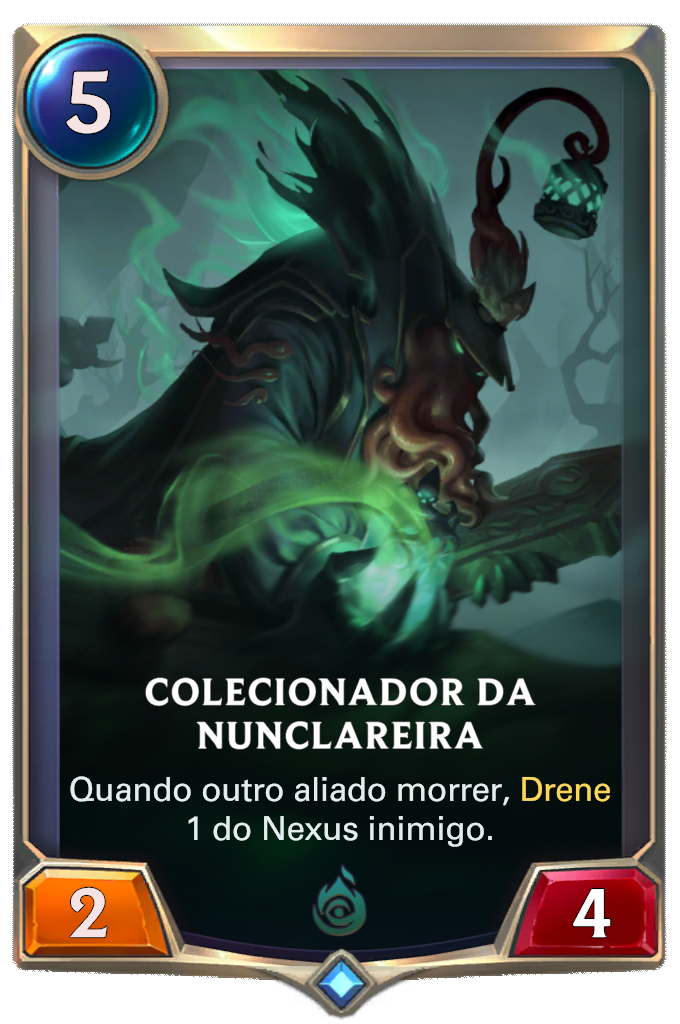 5
COLECIONADOR DA
NUNCLAREIRA
Quando outro aliado morrer, Drene
1 do Nexus inimigo.
2
4